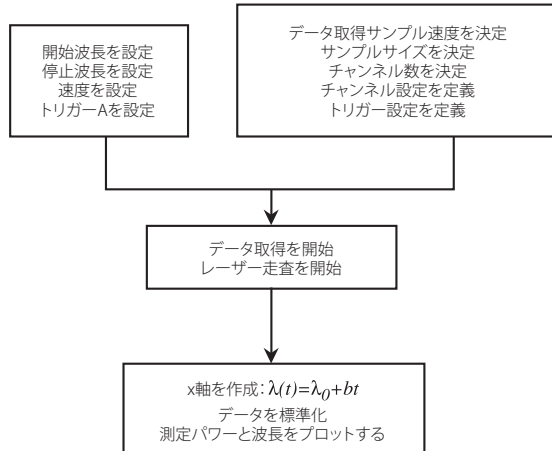 開始波長を設定
停止波長を設定
速度を設定
トリガーAを設定
データ取得サンプル速度を決定
サンプルサイズを決定
チャンネル数を決定
チャンネル設定を定義
トリガー設定を定義
データ取得を開始
レーザー走査を開始
x軸を作成：λ(t)=λ₀+bt
データを標準化
測定パワーと波長をプロットする